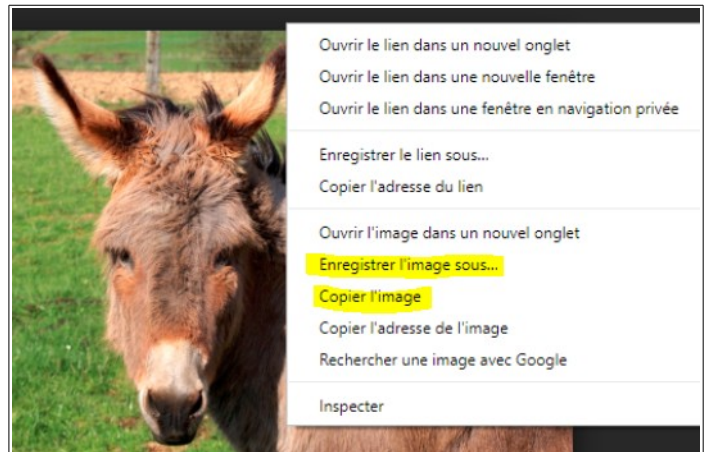 Ouvrir le lien dans un nouvel onglet
Ouvrir le lien dans une nouvelle fenêtre
Ouvrir le lien dans une fenêtre en navigation privée
Enregistrer le lien sous...
Copier l'adresse du lien
Ouvrir l'image dans un nouvel onglet
Enregistrer l'image sous...
Copier l'image
Copier l'adresse de l'image
Rechercher une image avec Google
Inspecter